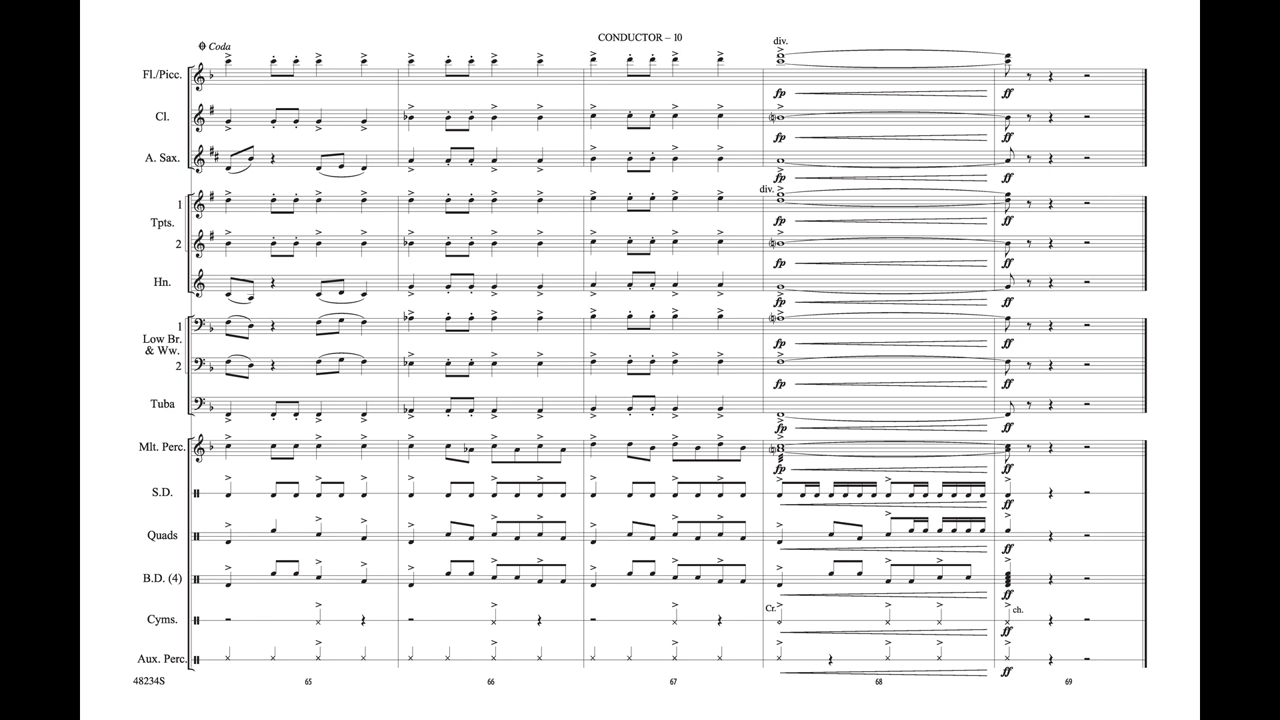 CONDUCTOR – 10
Coda
div.
Fl./Picc.
fp ff
Cl.
fp ff
A. Sax.
fp ff
div.
1
Tpts.
fp ff
2
fp ff
Hn.
fp ff
1
Low Br.
& Ww.
fp ff
2
fp ff
Tuba
fp ff
Mlt. Perc.
fp ff
S.D.
ff
Quads
ff
B.D. (4)
ff
Cr. ch.
Cyms.
ff
Aux. Perc.
ff
48234S 65 66 67 68 69